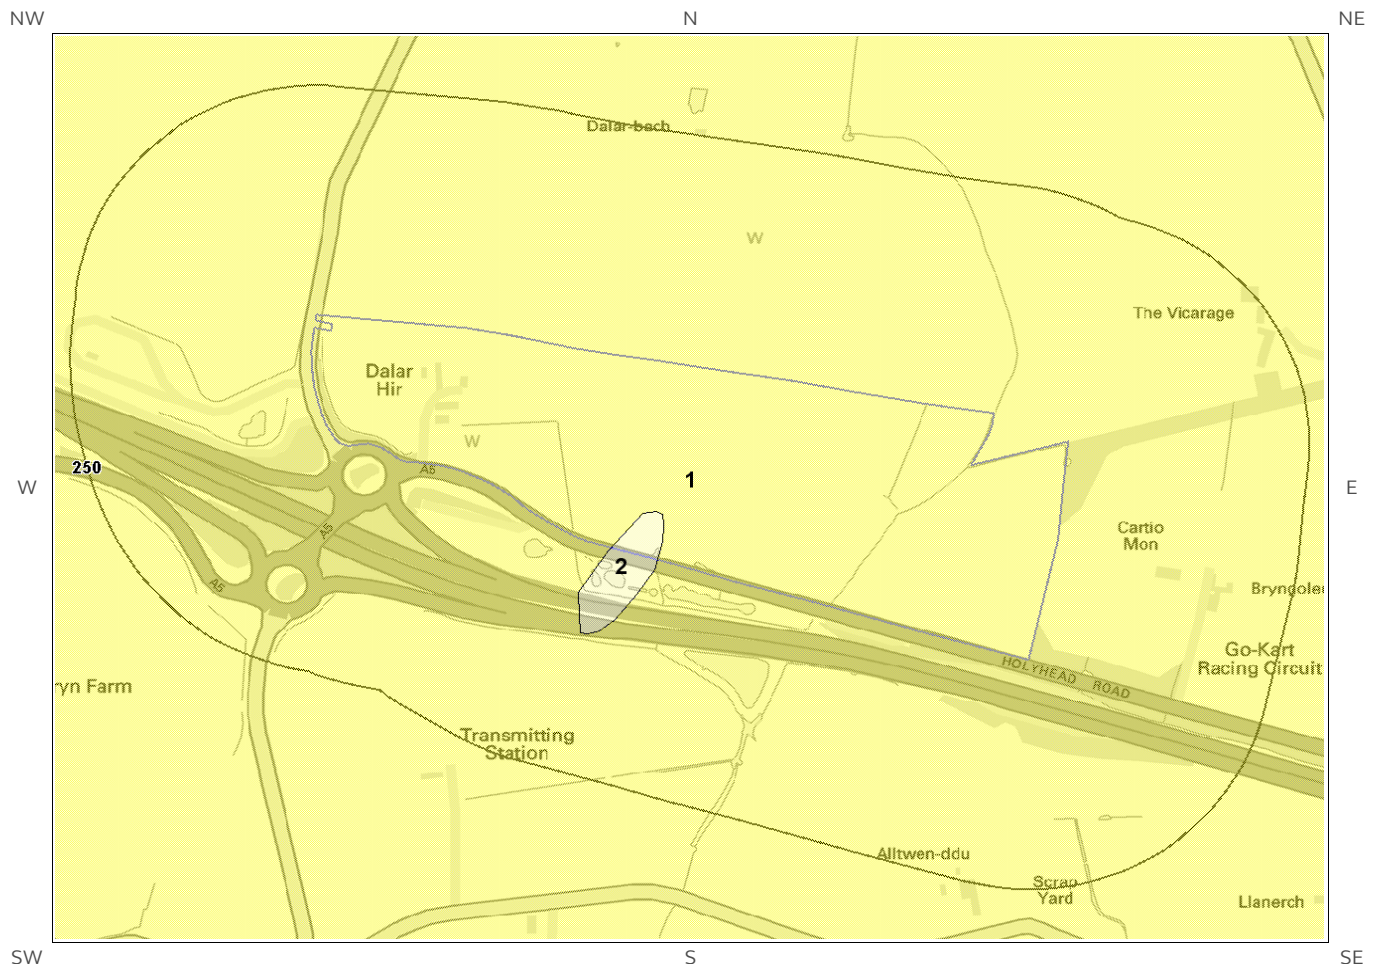 NW
N
NE
Dalar-bach
W
The Vicarage
Dalar
Hir
W
A5
250
W
1
E
A5
Cartio
Mon
2
A5
Bryngolen
Go-Kart
Racing Circuit
HOLYHEAD ROAD
ryn Farm
Transmitting
Station
Alltwen-ddu
Scrap
Yard
Llanerch
SW
S
SE